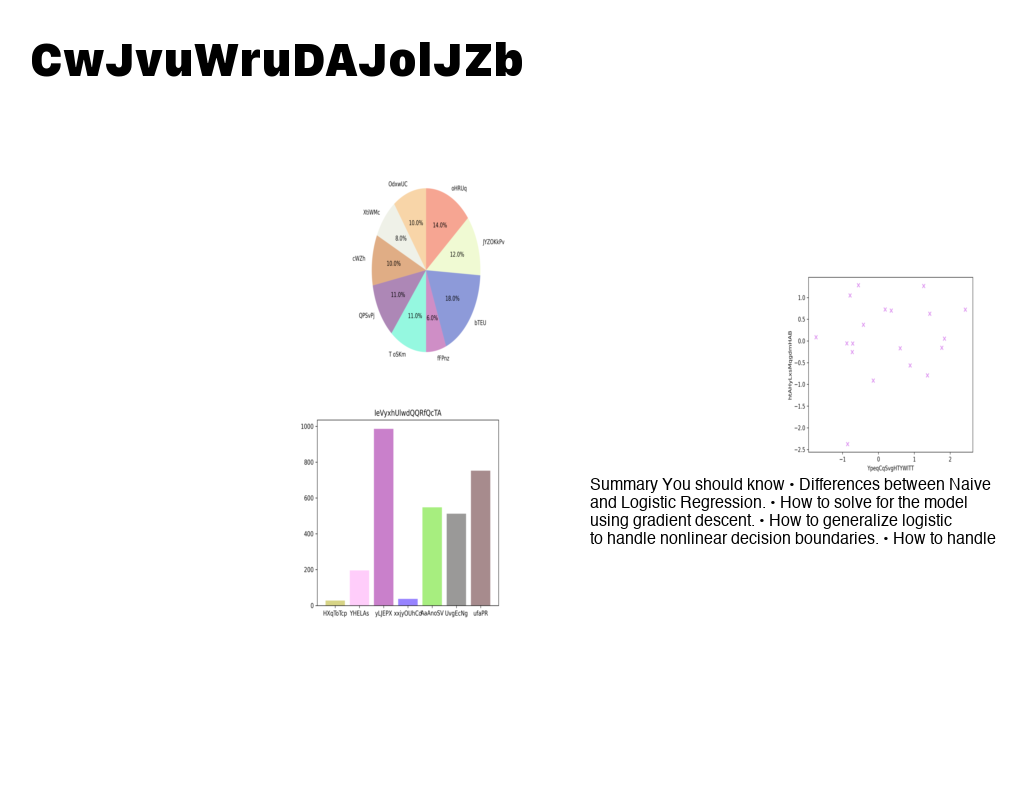 CwJvuWruDAJolJZb
OdxwUC
oHRUq
XtiWMc
10.0%
14.0%
8.0%
12.0%
JYZOKkPv
cWZh
10.0%
11.0%
18.0%
QPSvPj
11.0%
6.0%
bTEU
T oSKm
fFPnz
IeVyxhUlwdQQRfQcTA
1000
800
600
400
200
0
HXqToTcp YHELAs yLJEPX UvgEcNg ufaPR
1.0
0.5
0.0
−0.5
−1.0
−1.5
−2.0
−2.5
−1 0 1 2
YpeqCqSvgHTYWITT
Summary You should know • Differences between Naive
and Logistic Regression. • How to solve for the model
using gradient descent. • How to generalize logistic
to handle nonlinear decision boundaries. • How to handle